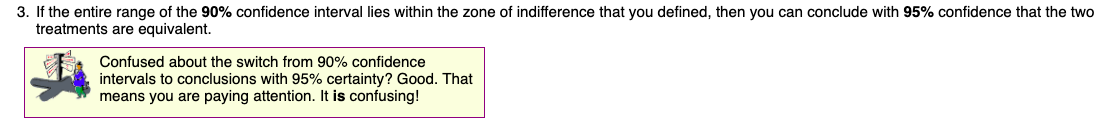 3. If the entire range of the 90% confidence interval lies within the zone of indifference that you defined, then you can conclude with 95% confidence that the two
treatments are equivalent.
Confused about the switch from 90% confidence
intervals to conclusions with 95% certainty? Good. That
means you are paying attention. It is confusing!